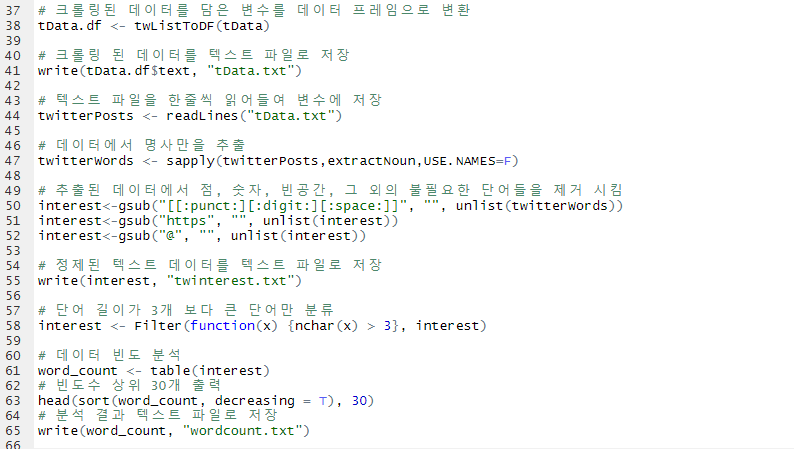 37 # 크롤링된 데이터를 담은 변수를 데이터 프레임으로 변환
38 tData.df <- twListToDF(tData)
39
40 # 크롤링 된 데이터를 텍스트 파일로 저장
41 write(tData.df$text, "tData.txt")
42
43 # 텍스트 파일을 한줄씩 읽어들여 변수에 저장
44 twitterPosts <- readLines("tData.txt")
45
46 # 데이터에서 명사만을 추출
47 twitterWords <- sapply(twitterPosts,extractNoun,USE.NAMES=F)
48
49 # 추출된 데이터에서 점, 숫자, 빈공간, 그 외의 불필요한 단어들을 제거 시킴
50 interest<-gsub("[[:punct:][:digit:][:space:]]", "", unlist(twitterWords))
51 interest<-gsub("https", "", unlist(interest))
52 interest<-gsub("@", "", unlist(interest))
53
54 # 정제된 텍스트 데이터를 텍스트 파일로 저장
55 write(interest, "twinterest.txt")
56
57 # 단어 길이가 3개 보다 큰 단어만 분류
58 interest <- Filter(function(x) {nchar(x) > 3}, interest)
59
60 # 데이터 빈도 분석
61 word_count <- table(interest)
62 # 빈도수 상위 30개 출력
63 head(sort(word_count, decreasing = T), 30)
64 # 분석 결과 텍스트 파일로 저장
65 write(word_count, "wordcount.txt")
66